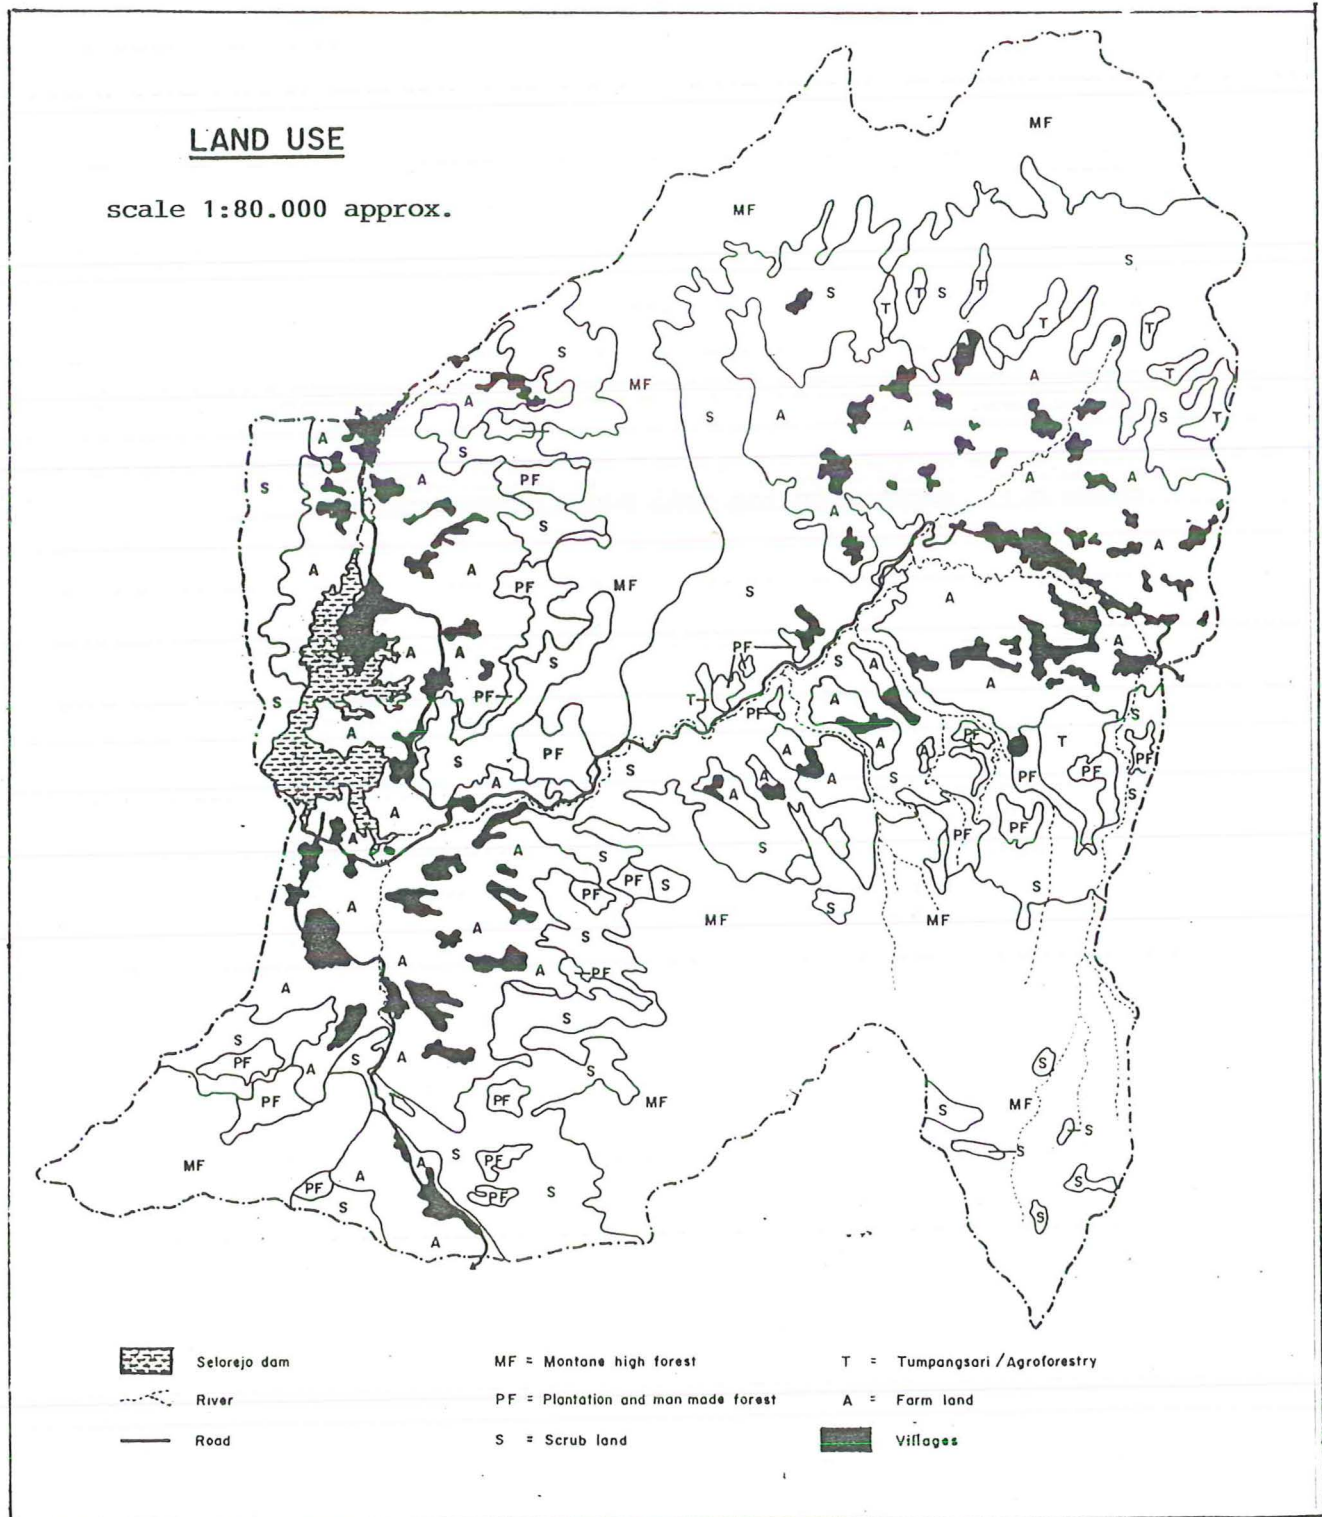 MF
LAND USE
MF
scale 1:80.000 approx.
S
S T T S T
T T
S
MF A T
A S A A S T
A S
S A PF A A
S A
A
A A PF MF S A
PF
A A S S A A
S PF T A PF A S
A T
S PF A A A PF PF
S A S A A A S PF PF S
A A PF PF
A A S S
PF PF S S
A S MF MF
A A A PF
A S
S PF A S A S S
PF PF MF S MF
S
MF A A S PF S
PF S PF S S S
A
Selorejo dam MF = Montane high forest T = Tumpangsari / Agroforestry
River PF = Plantation and man made forest A = Farm land
Road S = Scrub land Villages